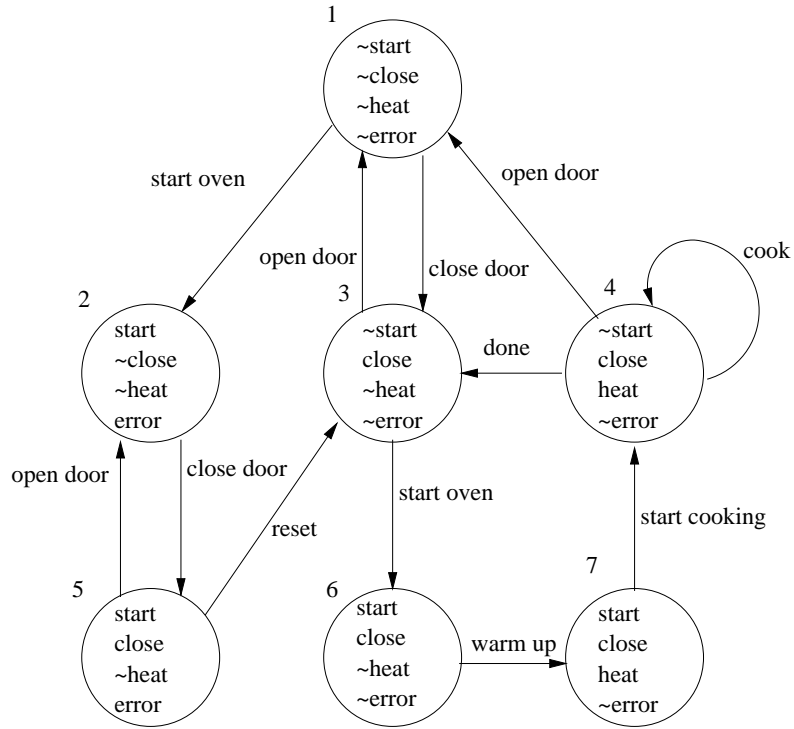 1
~start
~close
~heat
~error
start oven
open door
close door
open door
cook
2
start
~close
~heat
error
3
~start
close
~heat
~error
done
4
~start
close
heat
~error
open door
close door
reset
start oven
start cooking
5
start
close
~heat
error
6
start
close
~heat
~error
warm up
7
start
close
heat
~error